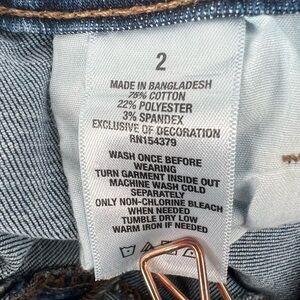 2
MADE IN BANGLADESH
75% COTTON
22% POLYESTER
3% SPANDEX
EXCLUSIVE OF DECORATION
RN154379
WASH ONCE BEFORE
WEARING
TURN GARMENT INSIDE OUT
MACHINE WASH COLD
SEPARATELY
ONLY NON-CHLORINE BLEACH
WHEN NEEDED
TUMBLE DRY LOW
WARM IRON IF NEEDED